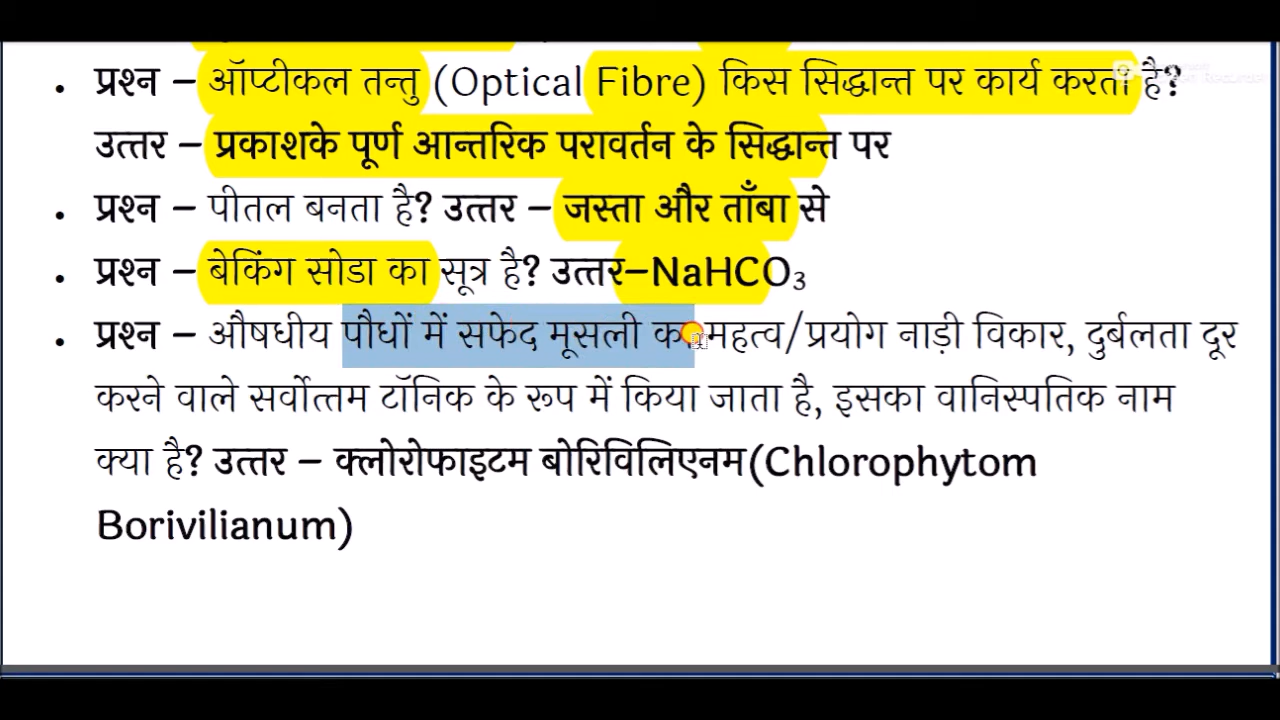 • प्रश्न – ऑप्टीकल तन्तु (Optical Fibre) किस सिद्धान्त पर कार्य करता है?
उत्तर – प्रकाशके पूर्ण आन्तरिक परावर्तन के सिद्धान्त पर
• प्रश्न – पीतल बनता है? उत्तर – जस्ता और ताँबा से
• प्रश्न – बेकिंग सोडा का सूत्र है? उत्तर–NaHCO₃
• प्रश्न – औषधीय पौधों में सफेद मूसली का महत्व/प्रयोग नाड़ी विकार, दुर्बलता दूर
करने वाले सर्वोत्तम टॉनिक के रूप में किया जाता है, इसका वानिस्पतिक नाम
क्या है? उत्तर – क्लोरोफाइटम बोरिविलिएनम(Chlorophytom
Borivilianum)